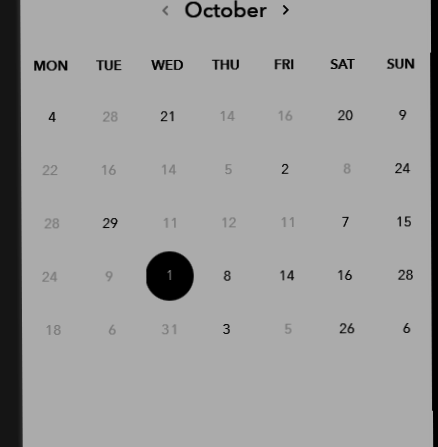 ‹ October ›
MON TUE WED THU FRI SAT SUN
4 28 21 14 16 20 9
22 16 14 5 2 8 24
28 29 11 12 11 7 15
24 9 1 8 14 16 28
18 6 31 3 5 26 6